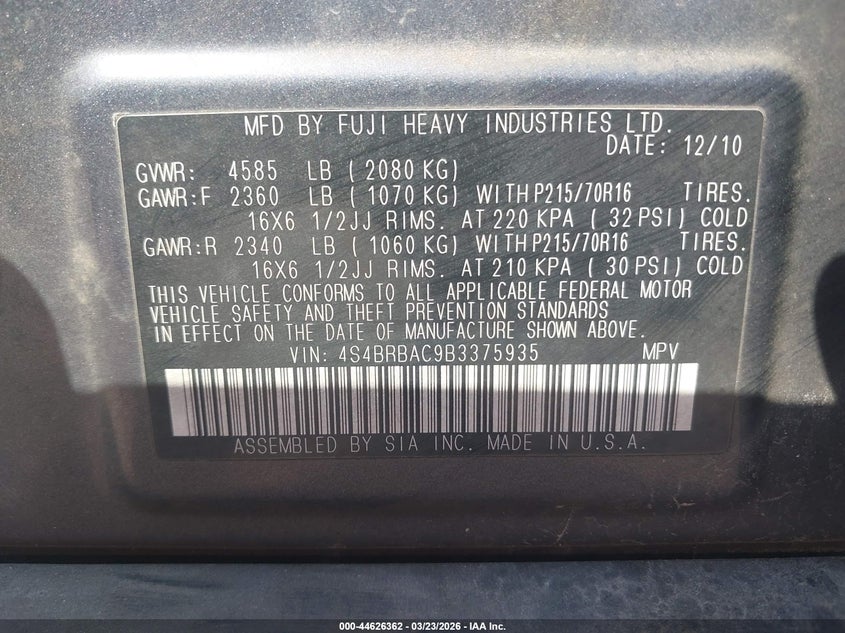 MFD BY FUJI HEAVY INDUSTRIES LTD.
DATE: 12/10
GVWR: 4585 LB ( 2080 KG)
GAWR:F 2360 LB ( 1070 KG) WITH P215/70R16 TIRES.
16X6 1/2JJ RIMS. AT 220 KPA ( 32 PSI) COLD
GAWR:R 2340 LB ( 1060 KG) WITH P215/70R16 TIRES.
16X6 1/2JJ RIMS. AT 210 KPA ( 30 PSI) COLD
THIS VEHICLE CONFORMS TO ALL APPLICABLE FEDERAL MOTOR
VEHICLE SAFETY AND THEFT PREVENTION STANDARDS
IN EFFECT ON THE DATE OF MANUFACTURE SHOWN ABOVE.
VIN: 4S4BRBAC9B3375935 MPV
ASSEMBLED BY SIA INC. MADE IN U.S.A.
000-44626362 - 03/23/2026 - IAA Inc.